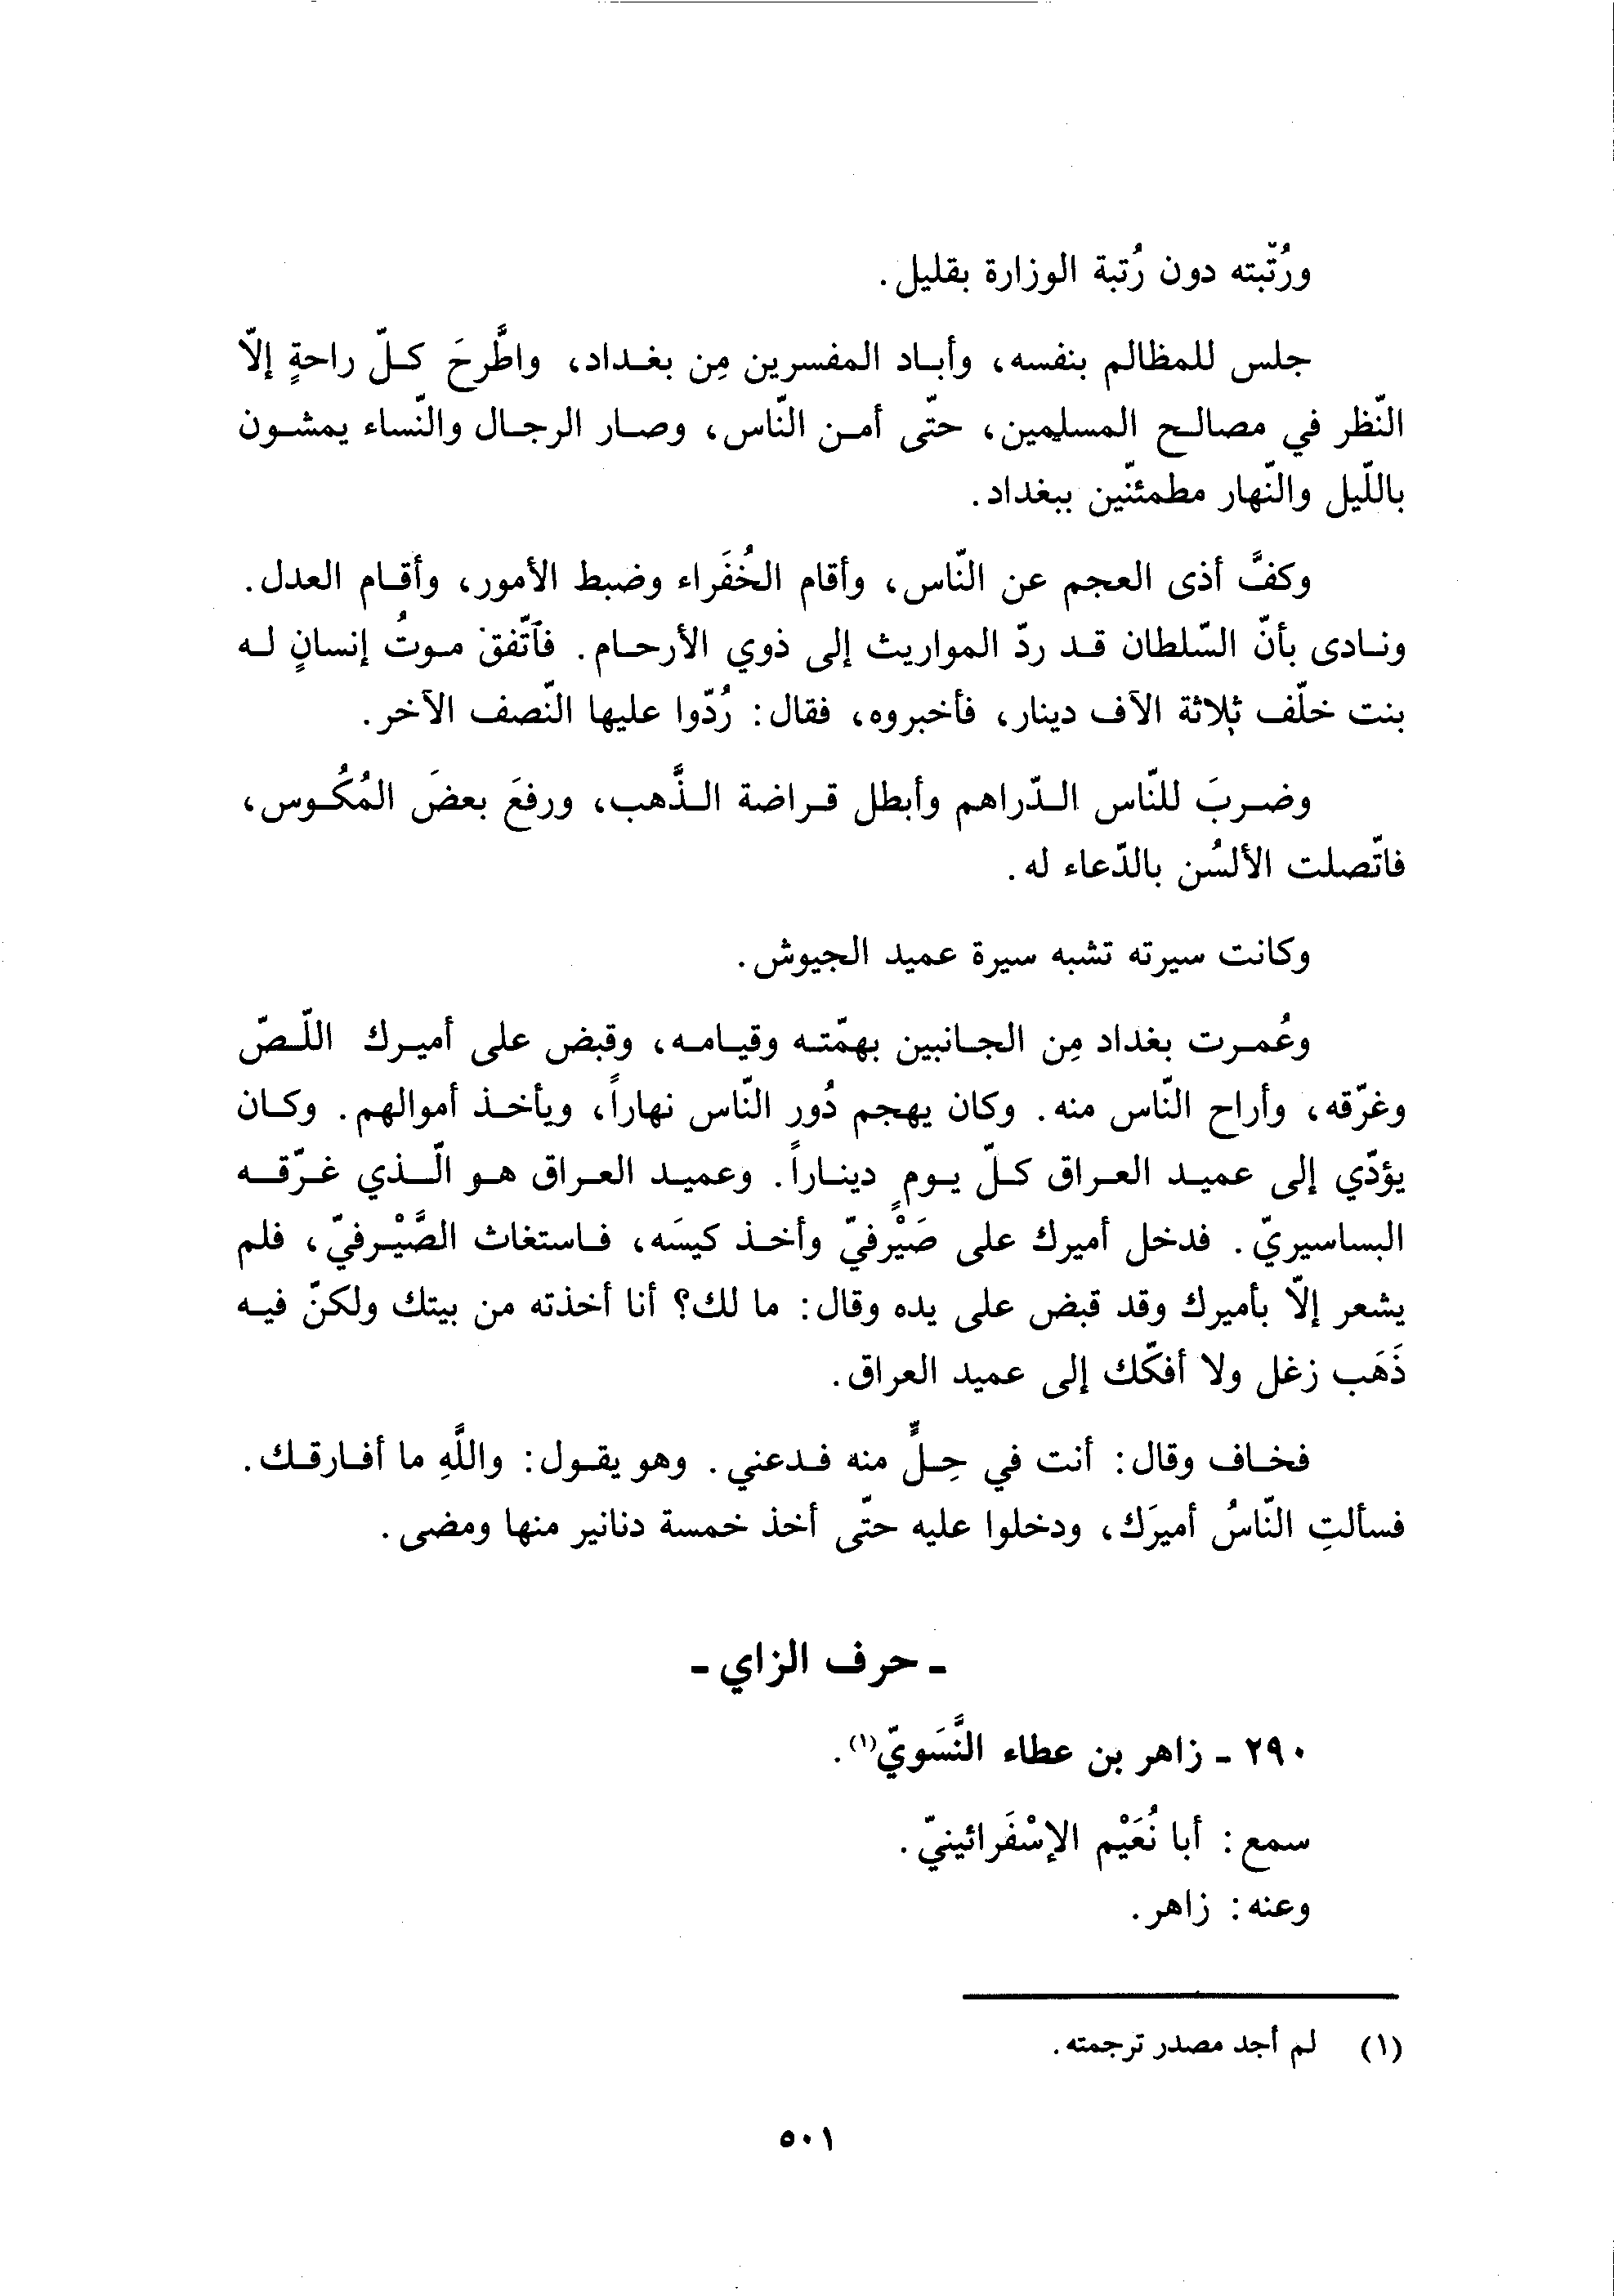 ورُتّبته دون رُتبة الوزارة بقليل.
جلس للمظالم بنفسه، وأباد المفسرين مِن بغداد، واطَّرحَ كلّ راحةٍ إلّا
النّظر في مصالح المسلمين، حتّى أمن النّاس، وصار الرجال والنّساء يمشون
باللّيل والنّهار مطمئنّين ببغداد.
وكفَّ أذى العجم عن النّاس، وأقام الخُفَراء وضبط الأمور، وأقام العدل.
ونادى بأنّ السّلطان قد ردّ المواريث إلى ذوي الأرحام. فآتّفق موتُ إنسانٍ له
بنت خلّف ثلاثة الآف دينار، فأخبروه، فقال: رُدّوا عليها النّصف الآخر.
وضربَ للنّاس الدّراهم وأبطل قراضة الذَّهب، ورفعَ بعضَ المُكُوس،
فاتّصلت الألسُن بالدّعاء له.
وكانت سيرته تشبه سيرة عميد الجيوش.
وعُمرت بغداد مِن الجانبين بهمّته وقيامه، وقبض على أميرك اللّصّ
وغرّقه، وأراح النّاس منه. وكان يهجم دُور النّاس نهاراً، ويأخذ أموالهم. وكان
يؤدّي إلى عميد العراق كلّ يومٍ ديناراً. وعميد العراق هو الّذي غرّقه
البساسيريّ. فدخل أميرك على صَيْرفيّ وأخذ كيسَه، فاستغاث الصَّيْرفيّ، فلم
يشعر إلّا بأميرك وقد قبض على يده وقال: ما لك؟ أنا أخذته من بيتك ولكنّ فيه
ذَهَب زغل ولا أفكّك إلى عميد العراق.
فخاف وقال: أنت في حِلٍّ منه فدعني. وهو يقول: واللَّهِ ما أفارقك.
فسألتِ النّاسُ أميرَك، ودخلوا عليه حتّى أخذ خمسة دنانير منها ومضى.
ـ حرف الزاي ـ
٢٩٠ ـ زاهر بن عطاء النَّسَويّ(١).
سمع: أبا نُعَيْم الإسْفَرائينيّ.
وعنه: زاهر.
(١) لم أجد مصدر ترجمته.
٥٠١